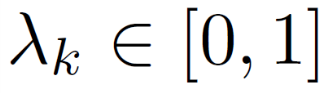 λ_k ∈ [0, 1]